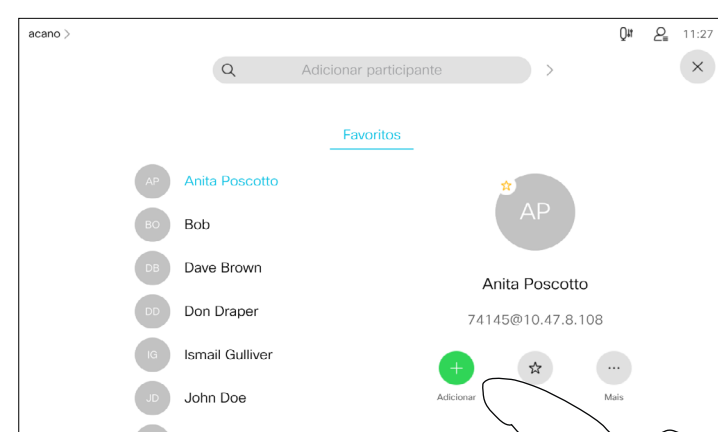 acano >
11:27
Adicionar participante
Favoritos
AP Anita Poscotto
BO Bob
DB Dave Brown
DD Don Draper
IG Ismail Gulliver
JD John Doe
AP
Anita Poscotto
74145@10.47.8.108
Adicionar
Mais